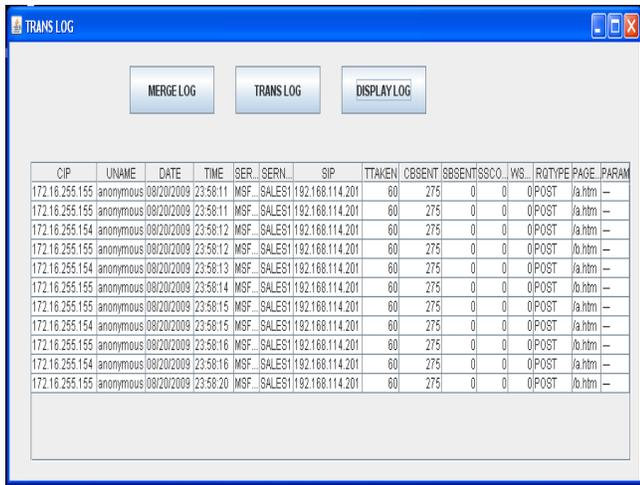 TRANS LOG
MERGE LOG TRANS LOG DISPLAY LOG
CIP UNAME DATE TIME SER... SERN... SIP TTAKEN CBSENT SBSENT SSCO... WS... RQTYPE PAGE... PARAM
172.16.255.155 anonymous 08/20/2009 23:58:11 MSF... SALES1 192.168.114.201 60 275 0 0 0 POST /a.htm —
172.16.255.155 anonymous 08/20/2009 23:58:11 MSF... SALES1 192.168.114.201 60 275 0 0 0 POST /a.htm —
172.16.255.154 anonymous 08/20/2009 23:58:12 MSF... SALES1 192.168.114.201 60 275 0 0 0 POST /a.htm —
172.16.255.155 anonymous 08/20/2009 23:58:12 MSF... SALES1 192.168.114.201 60 275 0 0 0 POST /b.htm —
172.16.255.154 anonymous 08/20/2009 23:58:13 MSF... SALES1 192.168.114.201 60 275 0 0 0 POST /a.htm —
172.16.255.155 anonymous 08/20/2009 23:58:14 MSF... SALES1 192.168.114.201 60 275 0 0 0 POST /b.htm —
172.16.255.155 anonymous 08/20/2009 23:58:15 MSF... SALES1 192.168.114.201 60 275 0 0 0 POST /a.htm —
172.16.255.154 anonymous 08/20/2009 23:58:15 MSF... SALES1 192.168.114.201 60 275 0 0 0 POST /a.htm —
172.16.255.155 anonymous 08/20/2009 23:58:16 MSF... SALES1 192.168.114.201 60 275 0 0 0 POST /b.htm —
172.16.255.154 anonymous 08/20/2009 23:58:16 MSF... SALES1 192.168.114.201 60 275 0 0 0 POST /a.htm —
172.16.255.155 anonymous 08/20/2009 23:58:20 MSF... SALES1 192.168.114.201 60 275 0 0 0 POST /b.htm —